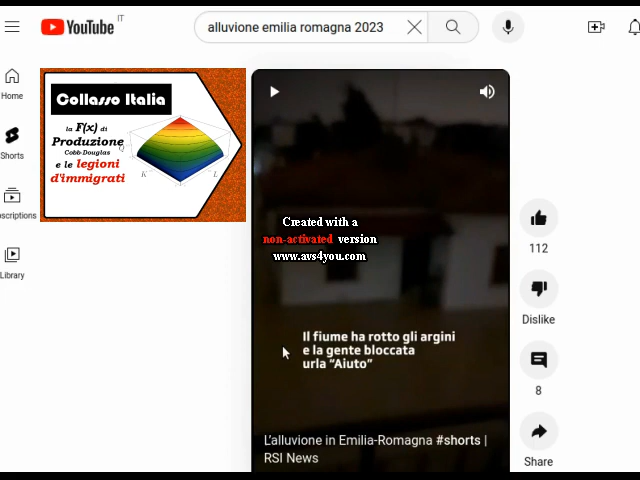 YouTube IT
alluvione emilia romagna 2023
Home
Shorts
bscriptions
Library
Collasso Italia
la F(x) di
Produzione
Cobb-Douglas
e le legioni
d'immigrati
Q
K
L
Created with a
non-activated version
www.avs4you.com
Il fiume ha rotto gli argini
e la gente bloccata
urla “Aiuto”
L'alluvione in Emilia-Romagna #shorts |
RSI News
112
Dislike
8
Share